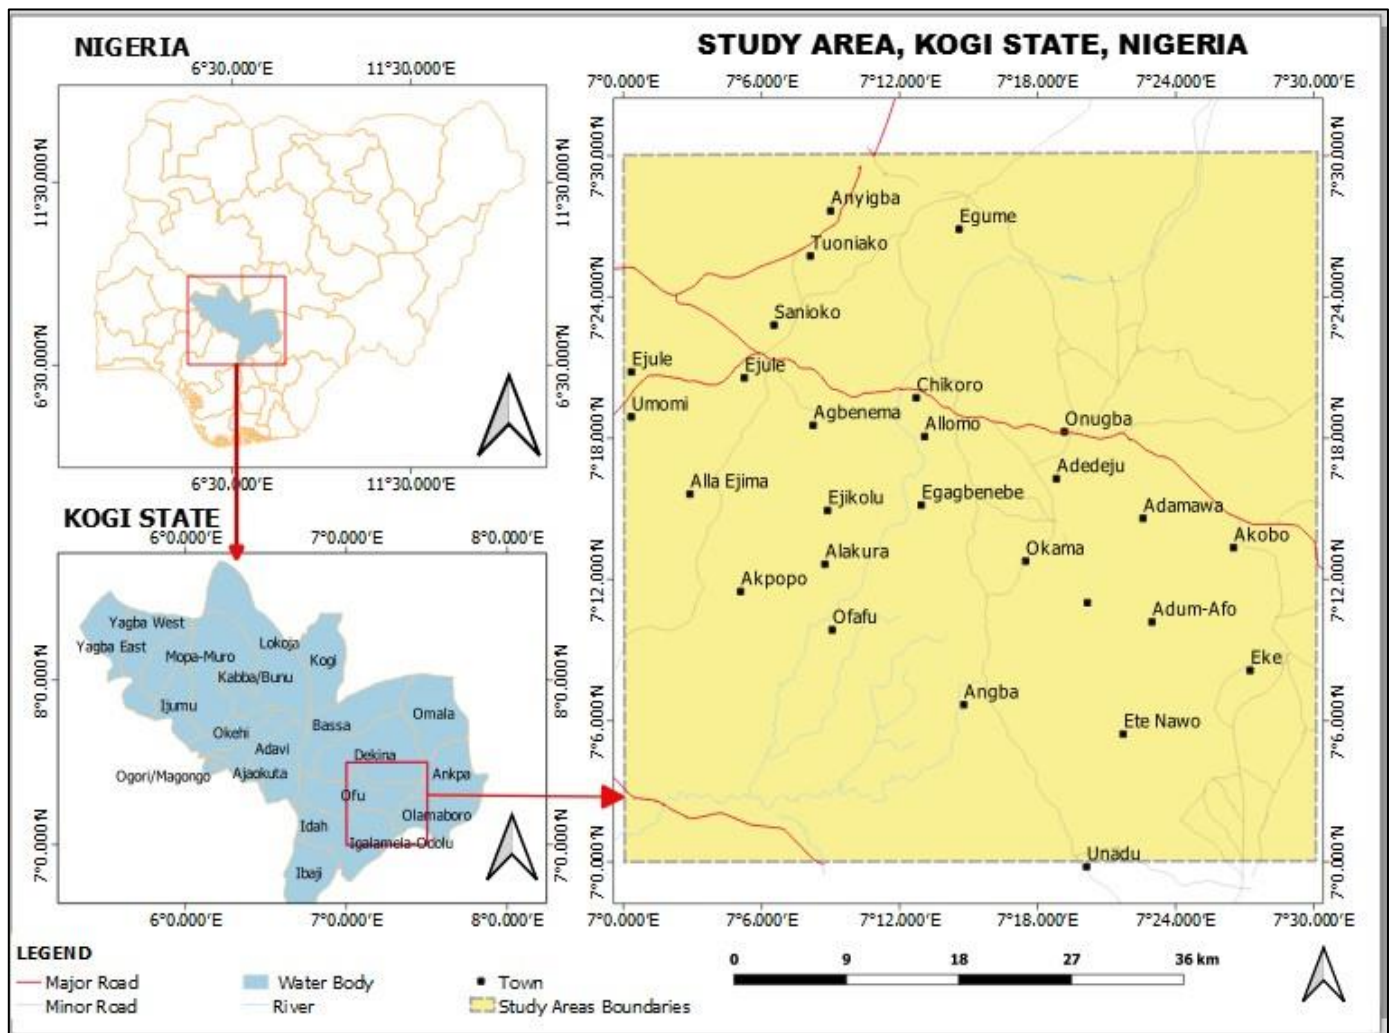 NIGERIA
6°30.000'E 11°30.000'E
11°30.000'N 11°30.000'N
6°30.000'N 6°30.000'N
6°30.000'E 11°30.000'E
KOGI STATE
6°0.000'E 7°0.000'E 8°0.000'E
8°0.000'N 8°0.000'N
7°0.000'N 7°0.000'N
Yagba West
Yagba East
Mopa-Muro
Lokoja
Kogi
Kabba/Bunu
Ijumu
Okehi
Adavi
Bassa
Omala
Dekina
Ogori/Magongo
Ajaokuta
Ankpa
Ofu
Olamaboro
Idah
Igalamela-Odolu
Ibaji
6°0.000'E 7°0.000'E 8°0.000'E
STUDY AREA, KOGI STATE, NIGERIA
7°0.000'E 7°6.000'E 7°12.000'E 7°18.000'E 7°24.000'E 7°30.000'E
7°30.000'N 7°30.000'N
7°24.000'N 7°24.000'N
7°18.000'N 7°18.000'N
7°12.000'N 7°12.000'N
7°6.000'N 7°6.000'N
7°0.000'N 7°0.000'N
Anyigba
Egume
Tuoniako
Sanioko
Ejule
Ejule
Chikoro
Umomi
Agbenema
Allomo
Onugba
Adedeju
Alla Ejima
Ejikolu
Egagbenebe
Adamawa
Akobo
Alakura
Okama
Akpopo
Adum-Afo
Ofafu
Eke
Angba
Ete Nawo
Unadu
7°0.000'E 7°6.000'E 7°12.000'E 7°18.000'E 7°24.000'E 7°30.000'E
LEGEND
Major Road
Minor Road
Water Body
River
Town
Study Areas Boundaries
0 9 18 27 36 km